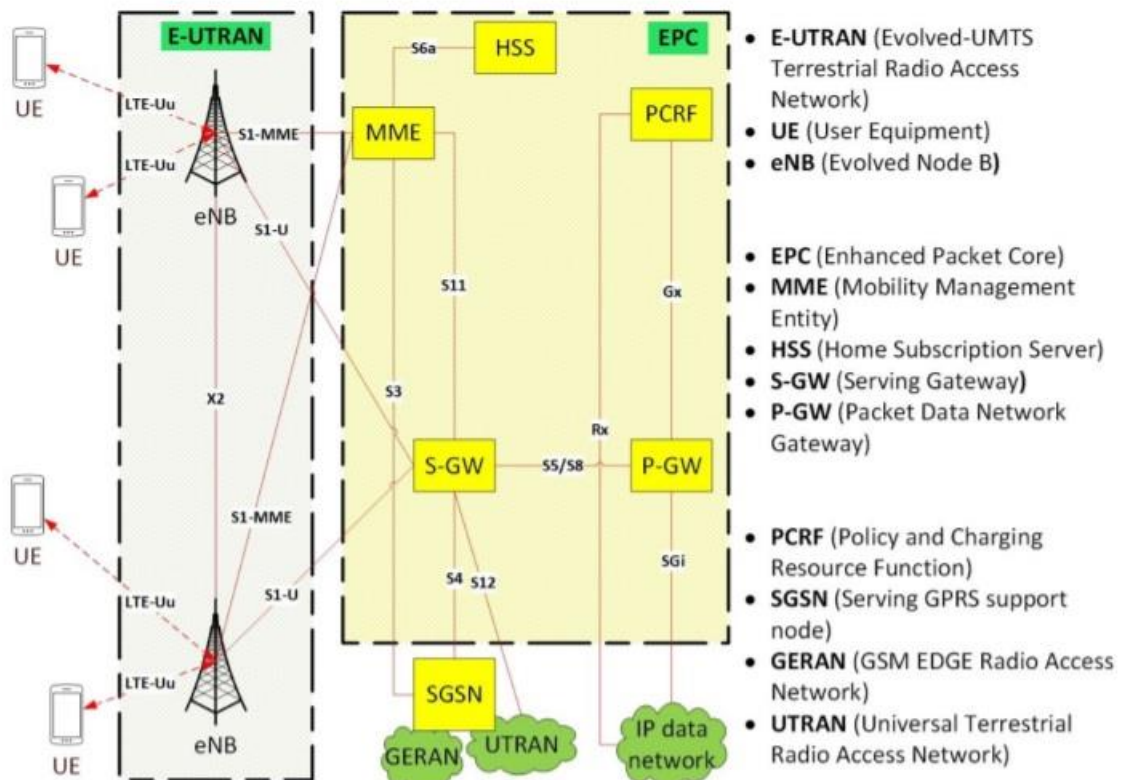 E-UTRAN
EPC
S6a
HSS
UE
LTE-Uu
S1-MME
MME
PCRF
LTE-Uu
UE
eNB
S1-U
S11
Gx
X2
S3
Rx
S-GW
S5/S8
P-GW
UE
S1-MME
LTE-Uu
S1-U
S4
S12
SGi
LTE-Uu
UE
eNB
SGSN
GERAN
UTRAN
IP data
network
• E-UTRAN (Evolved-UMTS
Terrestrial Radio Access
Network)
• UE (User Equipment)
• eNB (Evolved Node B)
• EPC (Enhanced Packet Core)
• MME (Mobility Management
Entity)
• HSS (Home Subscription Server)
• S-GW (Serving Gateway)
• P-GW (Packet Data Network
Gateway)
• PCRF (Policy and Charging
Resource Function)
• SGSN (Serving GPRS support
node)
• GERAN (GSM EDGE Radio Access
Network)
• UTRAN (Universal Terrestrial
Radio Access Network)